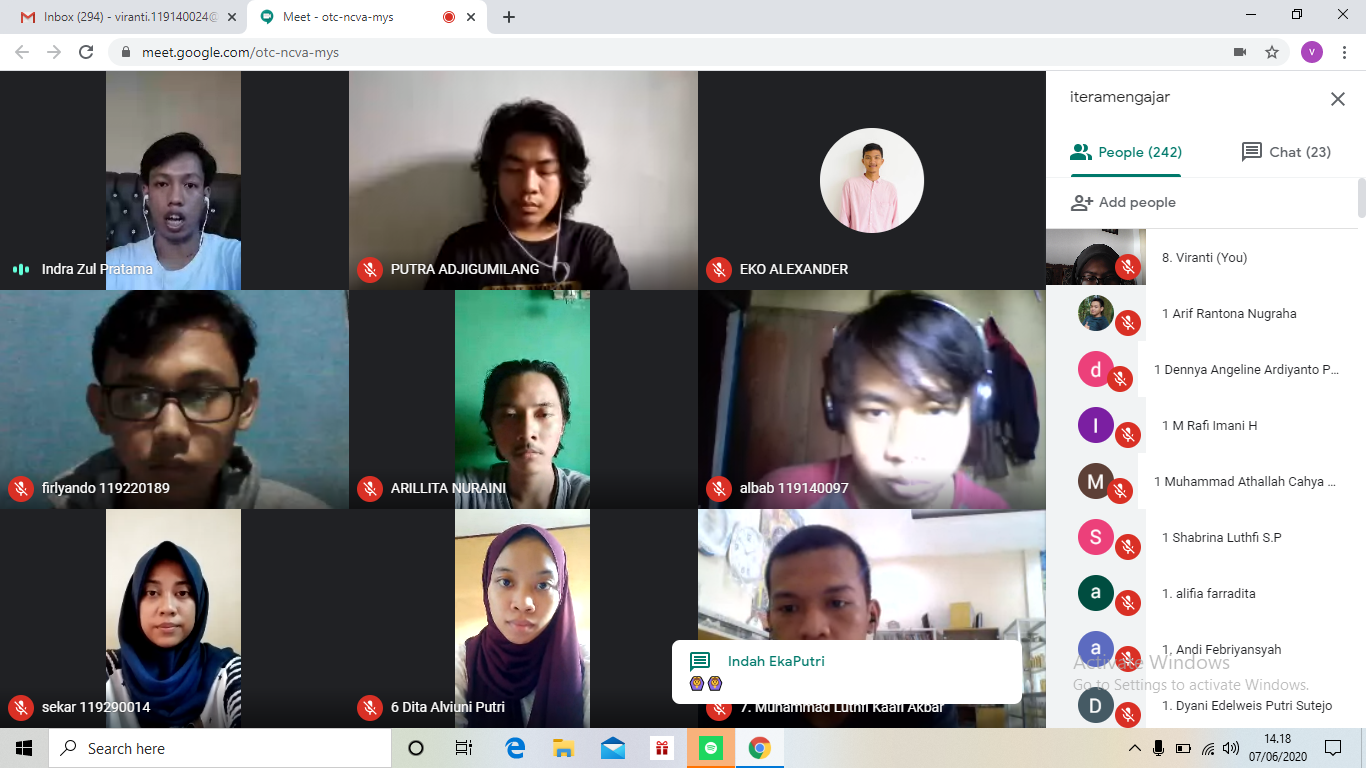 Inbox (294) - viranti.119140024@
Meet - otc-ncva-mys
meet.google.com/otc-ncva-mys
V
iteramengajar
People (242)
Chat (23)
Add people
Indra Zul Pratama
PUTRA ADJIGUMILANG
EKO ALEXANDER
firlyando 119220189
ARILLITA NURAINI
albab 119140097
sekar 119290014
6 Dita Alviuni Putri
7. Muhammad Luthfi Kaafi Akbar
Indah EkaPutri
🙆🙆
8. Viranti (You)
1 Arif Rantona Nugraha
d
1 Dennya Angeline Ardiyanto P...
I
1 M Rafi Imani H
M
1 Muhammad Athallah Cahya ...
S
1 Shabrina Luthfi S.P
a
1. alifia farradita
a
1, Andi Febriyansyah
D
1. Dyani Edelweis Putri Sutejo
Activate Windows
Go to Settings to activate Windows.
Search here
14.18
07/06/2020